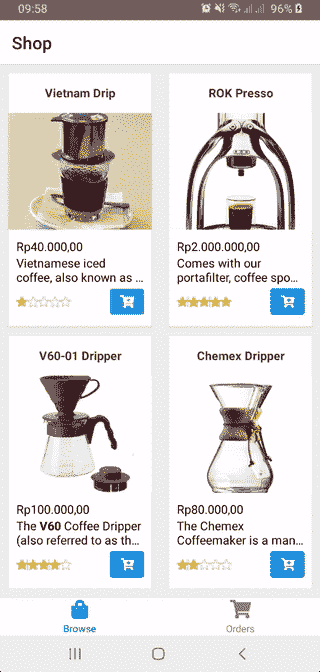 09:58 96%
Shop
Vietnam Drip
Rp40.000,00
Vietnamese iced
coffee, also known as ...
ROK Presso
Rp2.000.000,00
Comes with our
portafilter, coffee spo...
V60-01 Dripper
Rp100.000,00
The V60 Coffee Dripper
(also referred to as th...
Chemex Dripper
Rp80.000,00
The Chemex
Coffeemaker is a man...
Browse
Orders